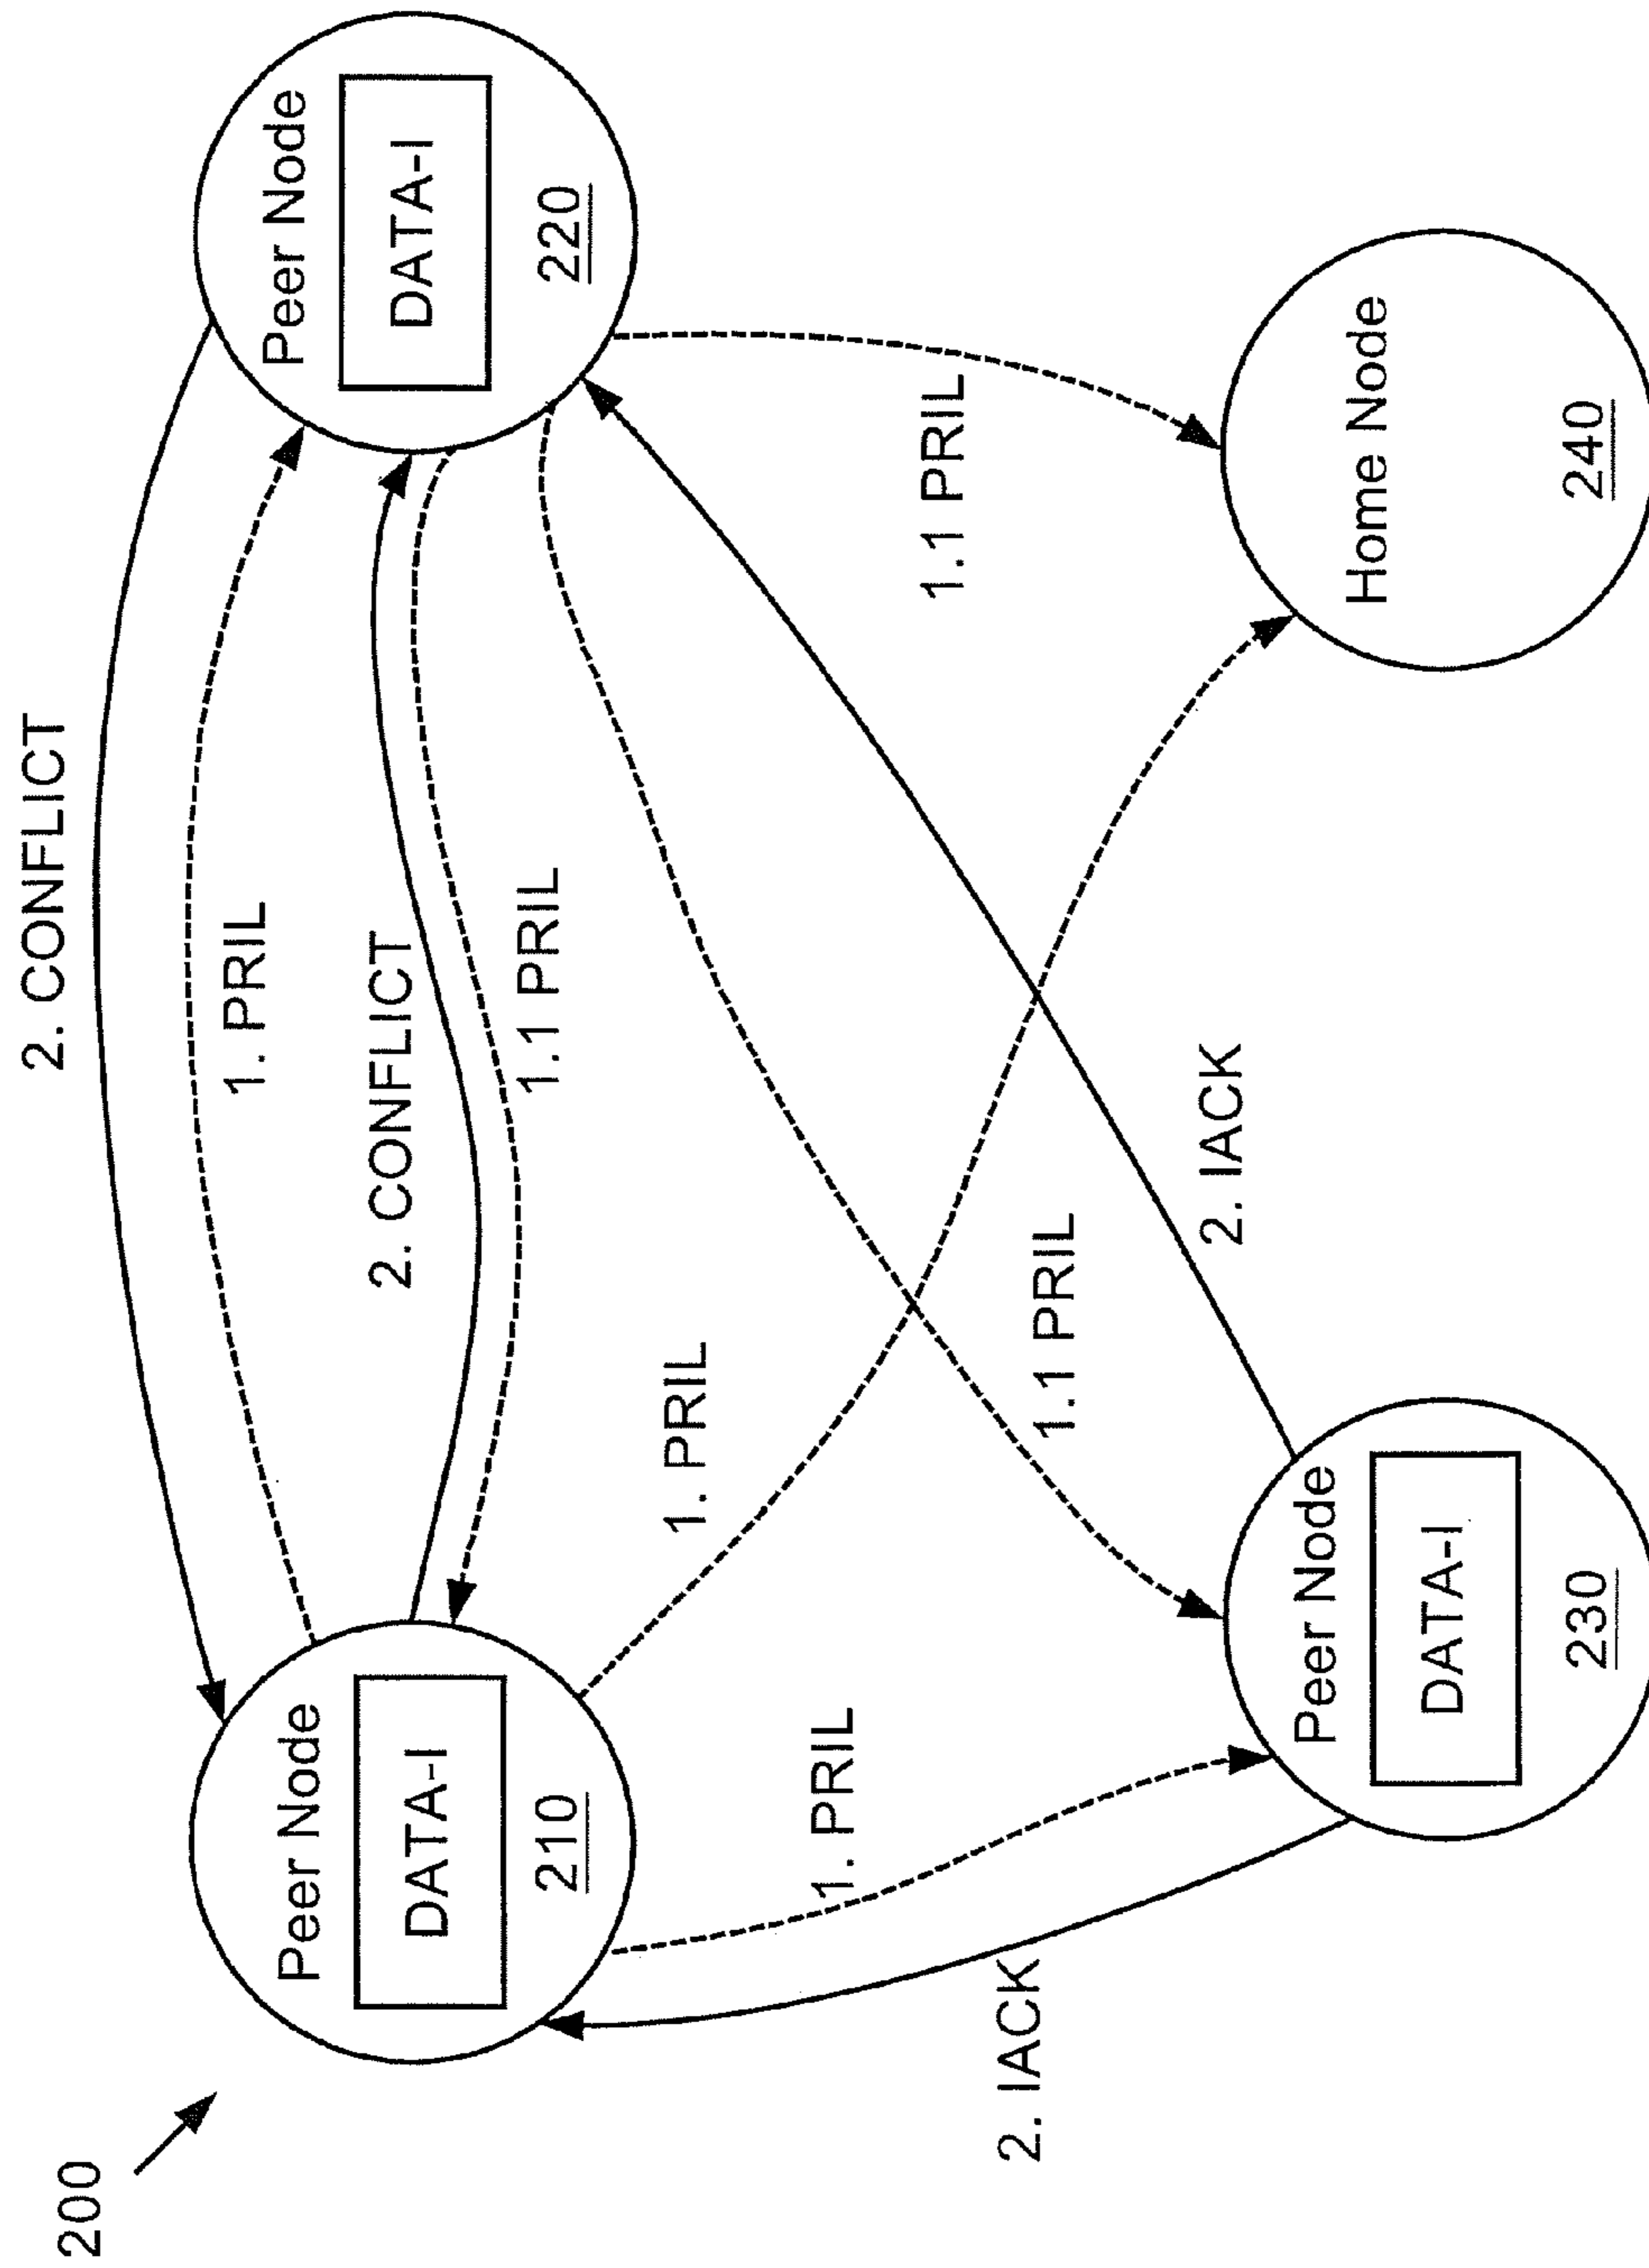 200
2. CONFLICT
1. PRIL
2. CONFLICT
1.1 PRIL
Peer Node
DATA-I
210
Peer Node
DATA-I
220
1. PRIL
1. PRIL
1.1 PRIL
1.1 PRIL
2. IACK
2. IACK
Peer Node
DATA-I
230
Home Node
240